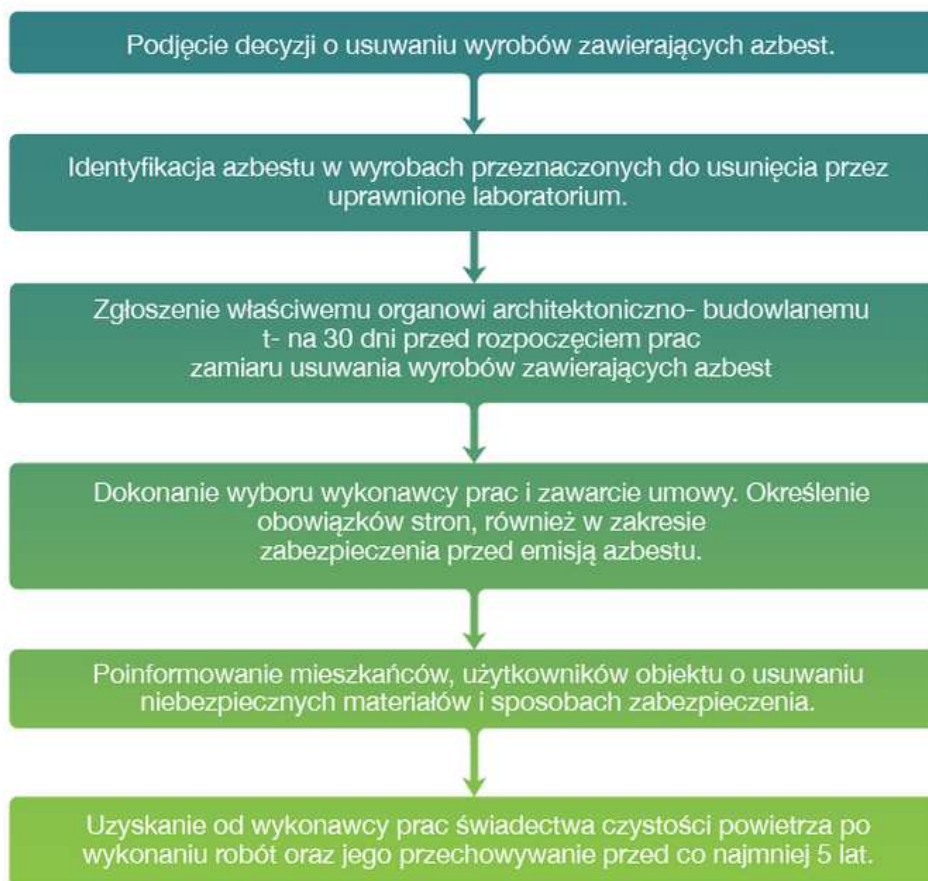 Podjęcie decyzji o usuwaniu wyrobów zawierających azbest.
Identyfikacja azbestu w wyrobach przeznaczonych do usunięcia przez
uprawnione laboratorium.
Zgłoszenie właściwemu organowi architektoniczno- budowlanemu
t- na 30 dni przed rozpoczęciem prac
zamiaru usuwania wyrobów zawierających azbest
Dokonanie wyboru wykonawcy prac i zawarcie umowy. Określenie
obowiązków stron, również w zakresie
zabezpieczenia przed emisją azbestu.
Poinformowanie mieszkańców, użytkowników obiektu o usuwaniu
niebezpiecznych materiałów i sposobach zabezpieczenia.
Uzyskanie od wykonawcy prac świadectwa czystości powietrza po
wykonaniu robót oraz jego przechowywanie przed co najmniej 5 lat.